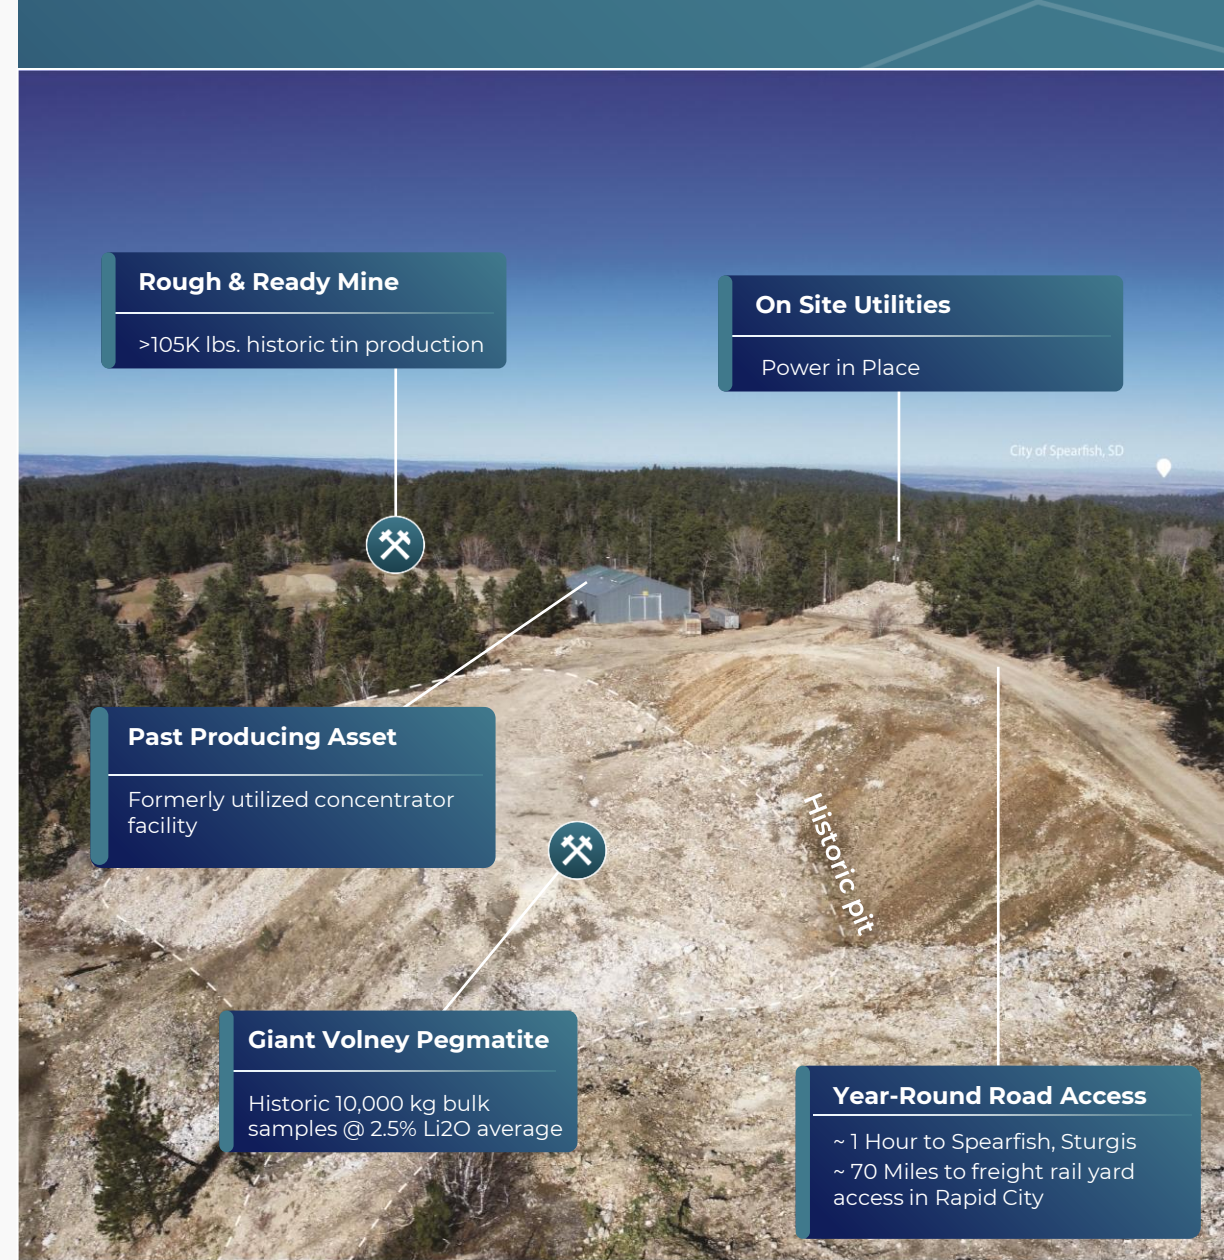 Rough & Ready Mine
>105K lbs. historic tin production
On Site Utilities
Power in Place
City of Spearfish, SD
Past Producing Asset
Formerly utilized concentrator
facility
Historic pit
Giant Volney Pegmatite
Historic 10,000 kg bulk
samples @ 2.5% Li2O average
Year-Round Road Access
~ 1 Hour to Spearfish, Sturgis
~ 70 Miles to freight rail yard
access in Rapid City